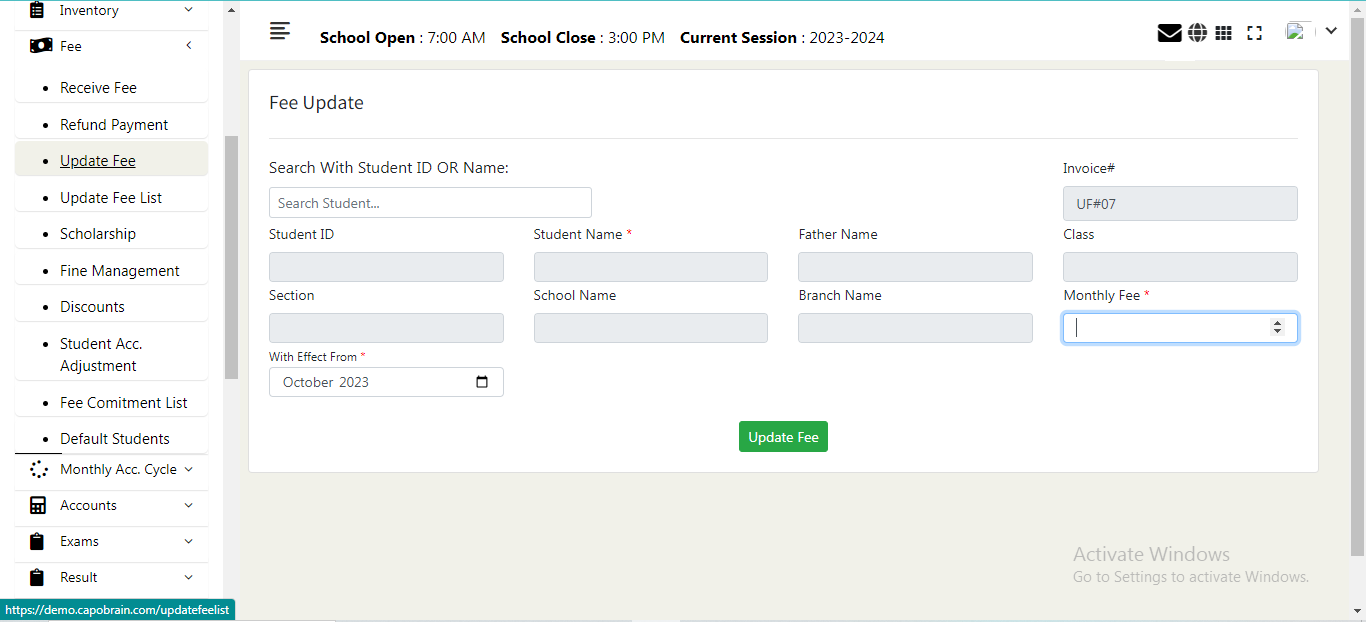 Inventory
Fee
Receive Fee
Refund Payment
Update Fee
Update Fee List
Scholarship
Fine Management
Discounts
Student Acc.
Adjustment
Fee Comitment List
Default Students
Monthly Acc. Cycle
Accounts
Exams
Result
https://demo.capobrain.com/updatefeelist
School Open : 7:00 AM School Close : 3:00 PM Current Session : 2023-2024
Fee Update
Search With Student ID OR Name:
Invoice#
Search Student...
UF#07
Student ID
Student Name *
Father Name
Class
Section
School Name
Branch Name
Monthly Fee *
With Effect From *
October 2023
Update Fee
Activate Windows
Go to Settings to activate Windows.